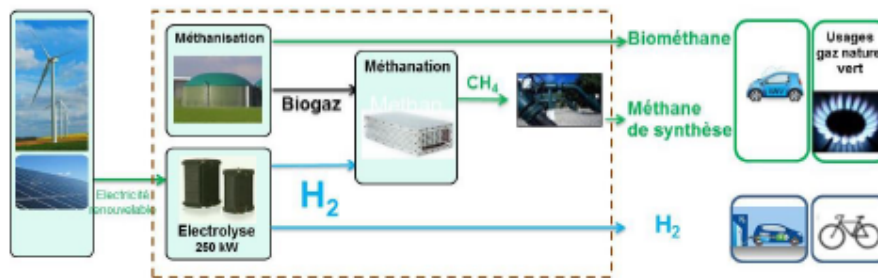 Méthanisation
Biométhane
Usages
gaz naturel
vert
Méthanation
CH₄
Biogaz
Méthane
de synthèse
Electricité
renouvelable
H₂
H₂
Electrolyse
250 kW